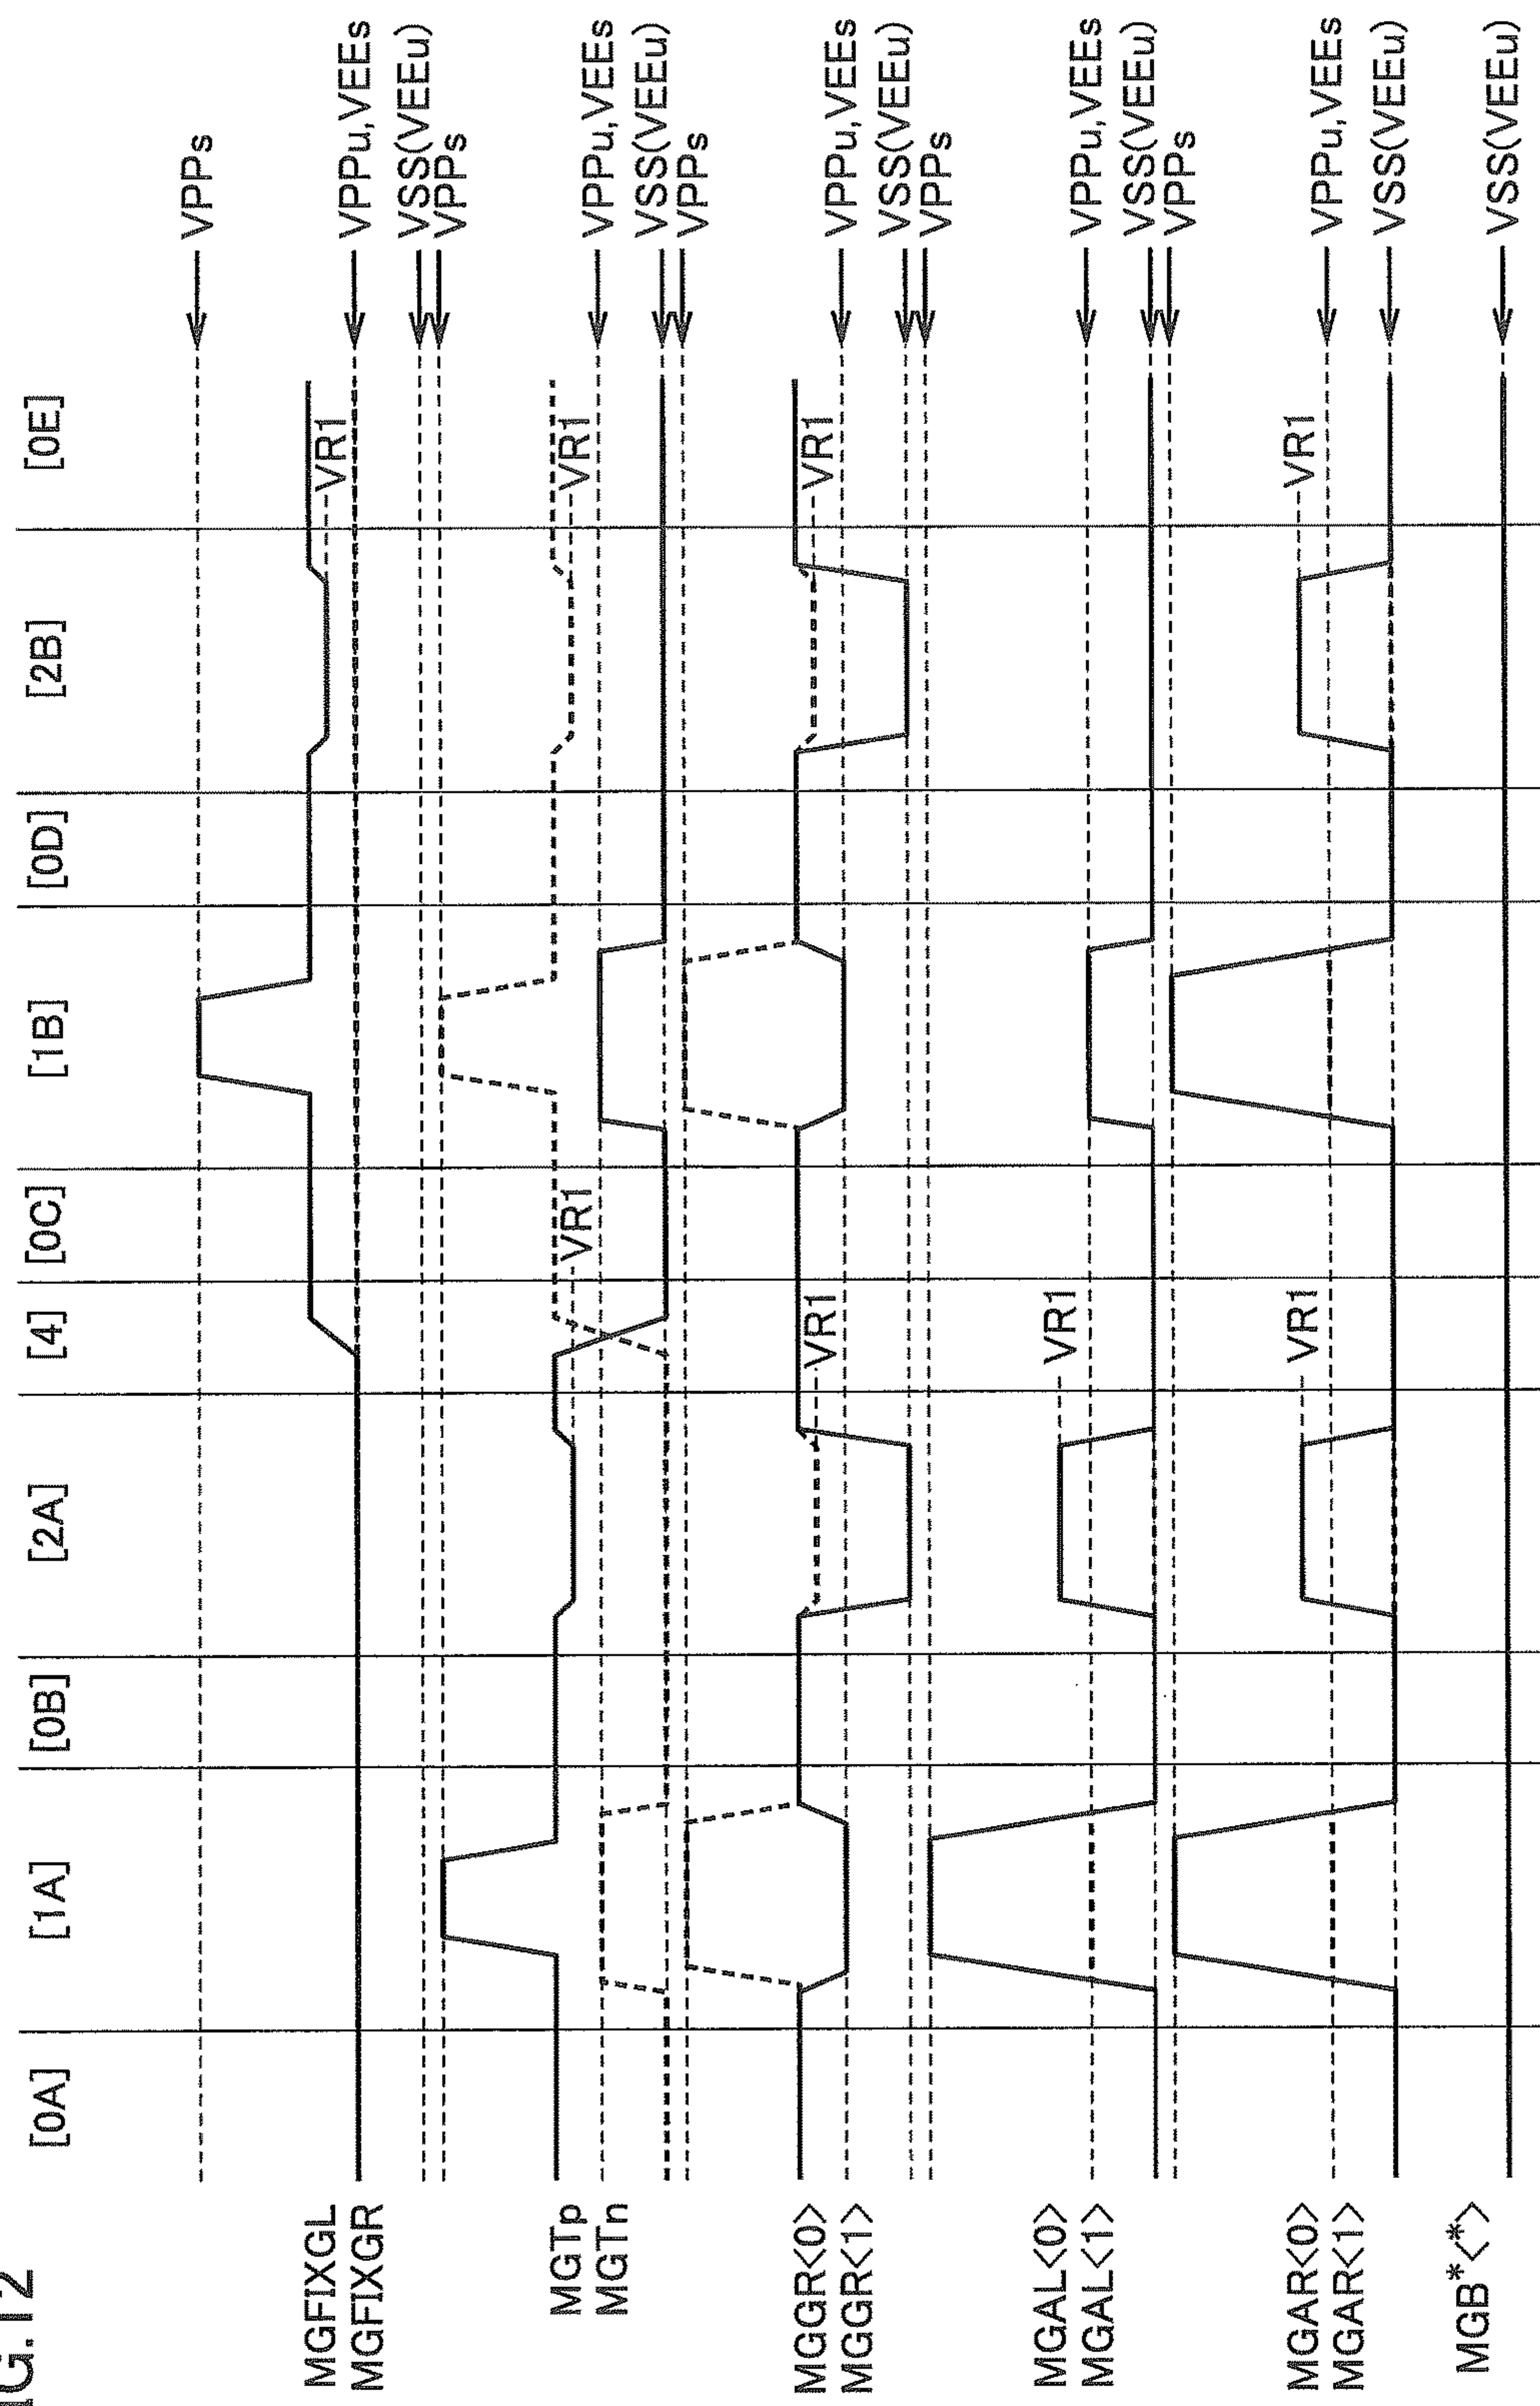 IG.12
[0A] [1A] [0B] [2A] [4] [0C] [1B] [0D] [2B] [0E]
VPPs
MGFIXGL
VR1
MGFIXGR
VPPu,VEEs
VSS(VEEu)
VPPs
MGTp
VR1
VR1
MGTn
VPPu,VEEs
VSS(VEEu)
VPPs
MGGR<0>
VR1
VR1
MGGR<1>
VPPu,VEEs
VSS(VEEu)
VPPs
MGAL<0>
VR1
MGAL<1>
VPPu,VEEs
VSS(VEEu)
VPPs
MGAR<0>
VR1
VR1
MGAR<1>
VPPu,VEEs
VSS(VEEu)
MGB*<*>
VSS(VEEu)